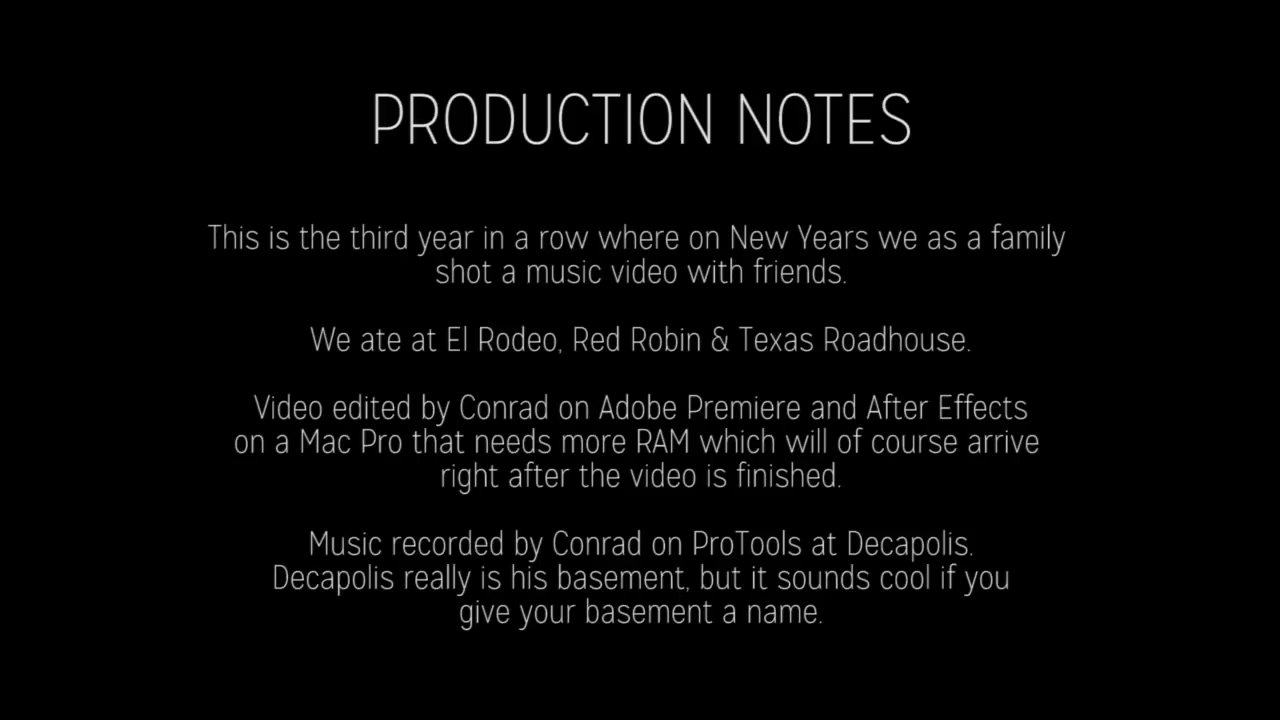 PRODUCTION NOTES
This is the third year in a row where on New Years we as a family
shot a music video with friends.
We ate at El Rodeo, Red Robin & Texas Roadhouse.
Video edited by Conrad on Adobe Premiere and After Effects
on a Mac Pro that needs more RAM which will of course arrive
right after the video is finished.
Music recorded by Conrad on ProTools at Decapolis.
Decapolis really is his basement, but it sounds cool if you
give your basement a name.